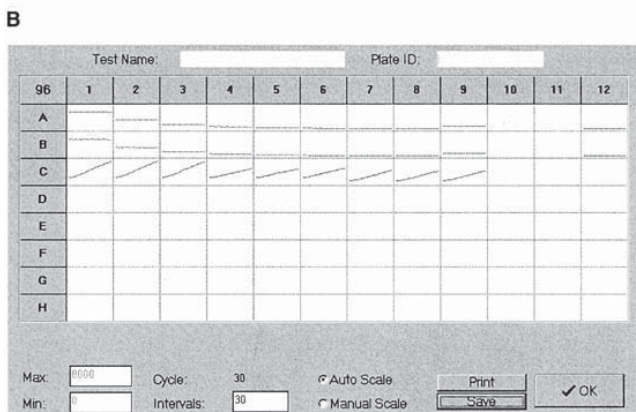 B
Test Name: Plate ID:
96 1 2 3 4 5 6 7 8 9 10 11 12
A
B
C
D
E
F
G
H
Max: 8000 Cycle: 30 Auto Scale Print OK
Min: 0 Intervals: 30 Manual Scale Save